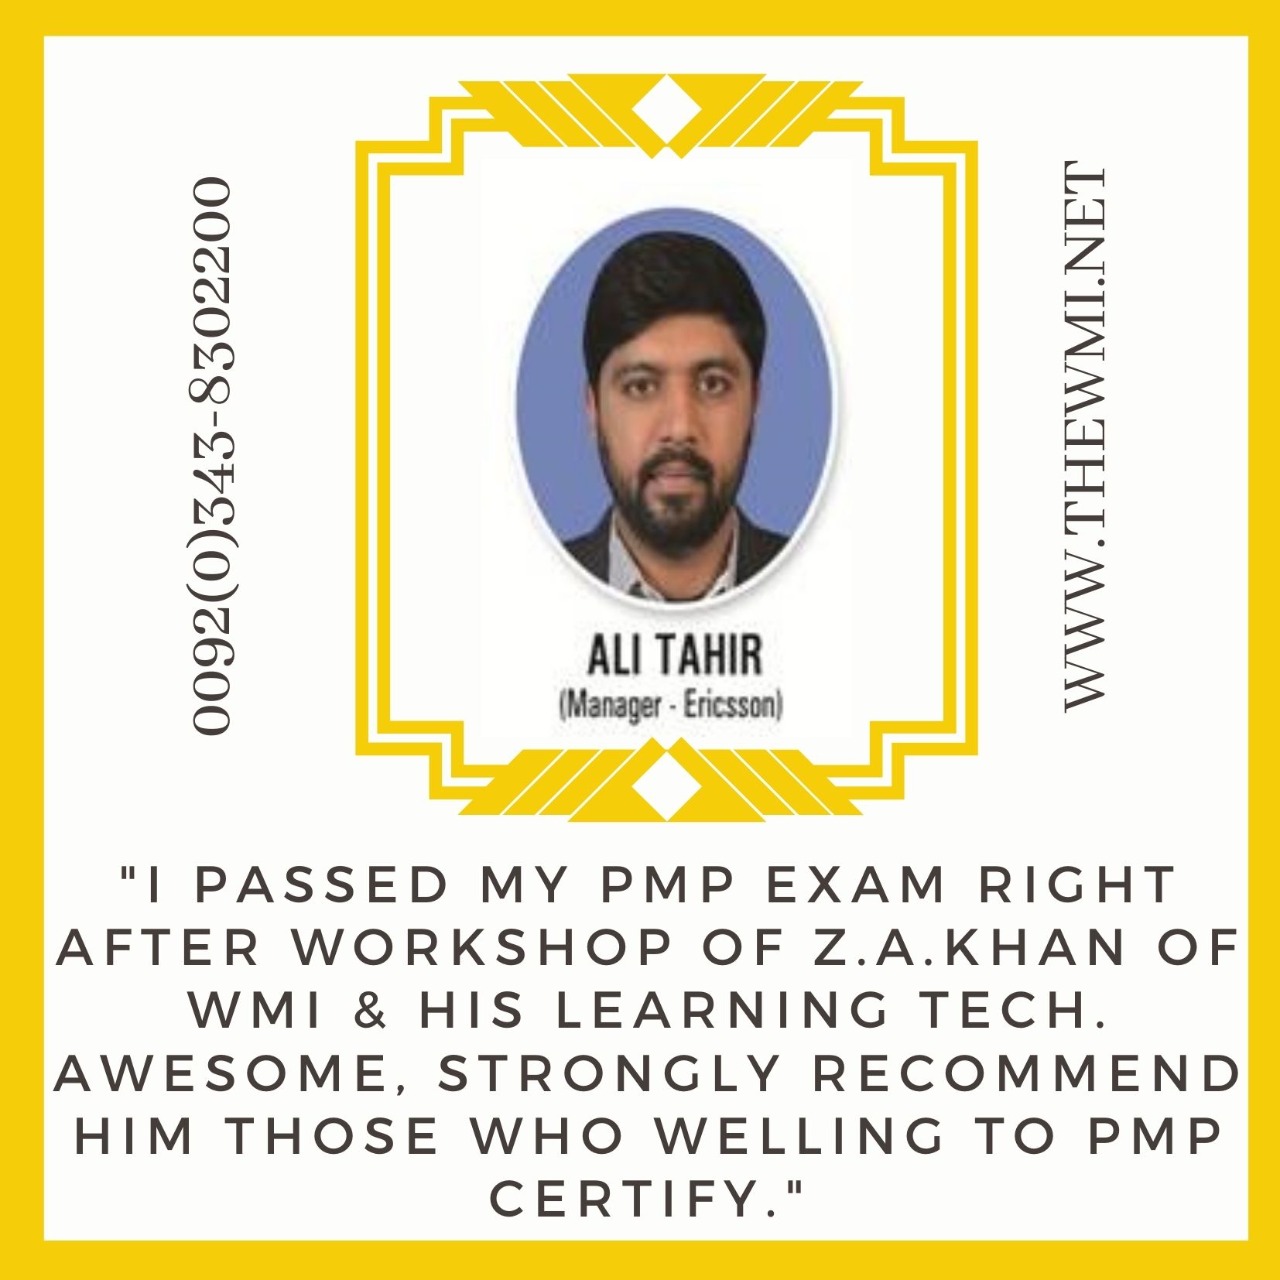 0092(0)343-8302200
WWW.THEWMI.NET
ALI TAHIR
(Manager - Ericsson)
"I PASSED MY PMP EXAM RIGHT
AFTER WORKSHOP OF Z.A.KHAN OF
WMI & HIS LEARNING TECH.
AWESOME, STRONGLY RECOMMEND
HIM THOSE WHO WELLING TO PMP
CERTIFY."